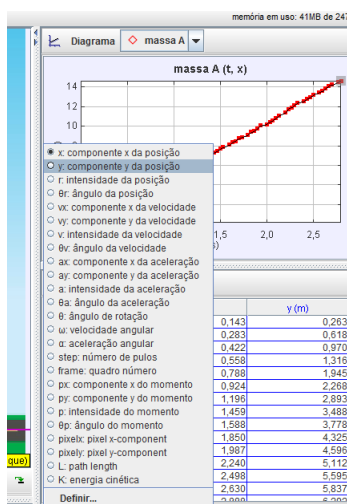 memória em uso: 41MB de 247
Diagrama massa A
massa A (t, x)
14
12
10
x: componente x da posição
y: componente y da posição
r: intensidade da posição
θr: ângulo da posição
vx: componente x da velocidade
vy: componente y da velocidade
v: intensidade da velocidade
θv: ângulo da velocidade
ax: componente x da aceleração
ay: componente y da aceleração
a: intensidade da aceleração
θa: ângulo da aceleração
θ: ângulo de rotação
ω: velocidade angular
α: aceleração angular
step: número de pulos
frame: quadro número
px: componente x do momento
py: componente y do momento
p: intensidade do momento
θp: ângulo do momento
pixelx: pixel x-component
pixely: pixel y-component
L: path length
K: energia cinética
Definir...
1,5 2,0 2,5
s)
y (m)
0,143 0,263
0,283 0,618
0,422 0,970
0,558 1,316
0,788 1,945
0,924 2,268
1,196 2,893
1,459 3,488
1,588 3,778
1,850 4,325
1,987 4,596
2,240 5,112
2,498 5,595
2,630 5,837
que)